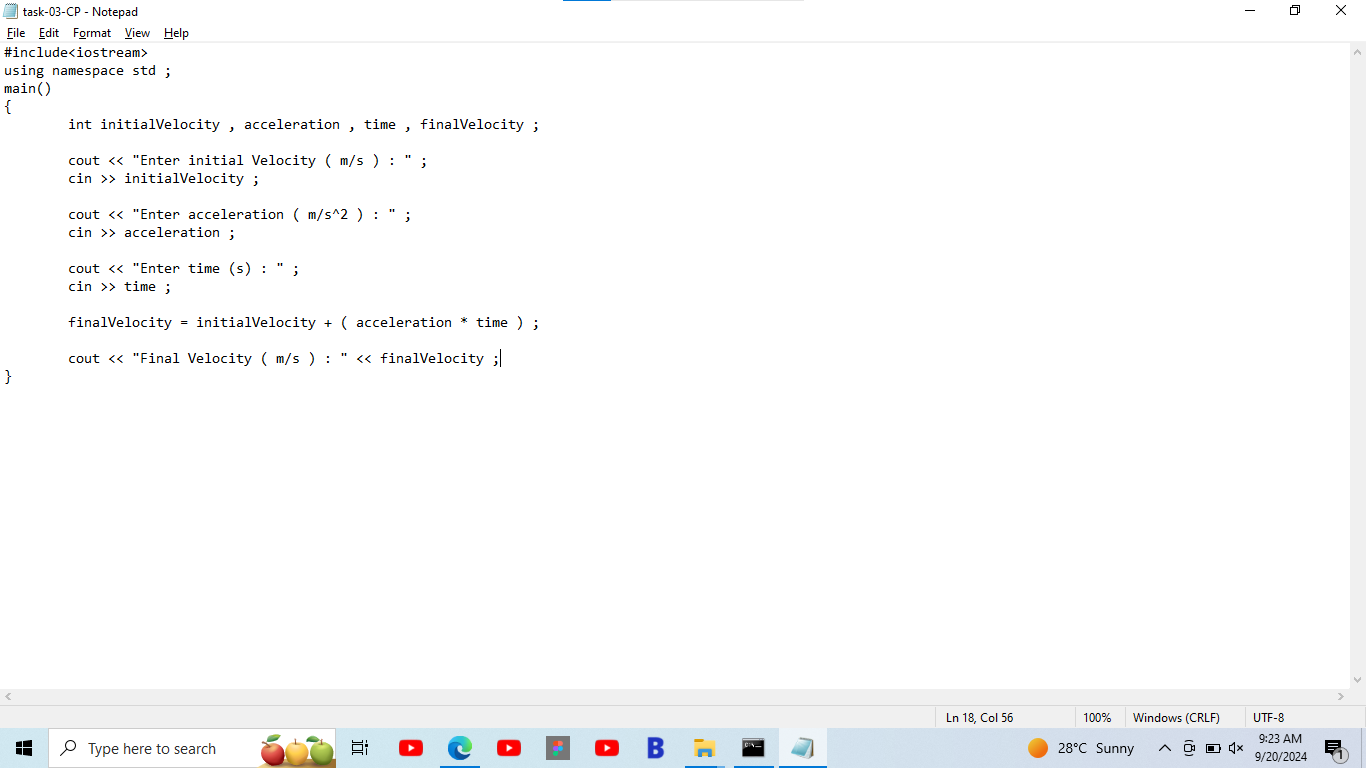 task-03-CP - Notepad
File Edit Format View Help
#include<iostream>
using namespace std ;
main()
{
        int initialVelocity , acceleration , time , finalVelocity ;

        cout << "Enter initial Velocity ( m/s ) : " ;
        cin >> initialVelocity ;

        cout << "Enter acceleration ( m/s^2 ) : " ;
        cin >> acceleration ;

        cout << "Enter time (s) : " ;
        cin >> time ;

        finalVelocity = initialVelocity + ( acceleration * time ) ;

        cout << "Final Velocity ( m/s ) : " << finalVelocity ;
}
Ln 18, Col 56 100% Windows (CRLF) UTF-8
Type here to search B 28°C Sunny 9:23 AM 1
9/20/2024